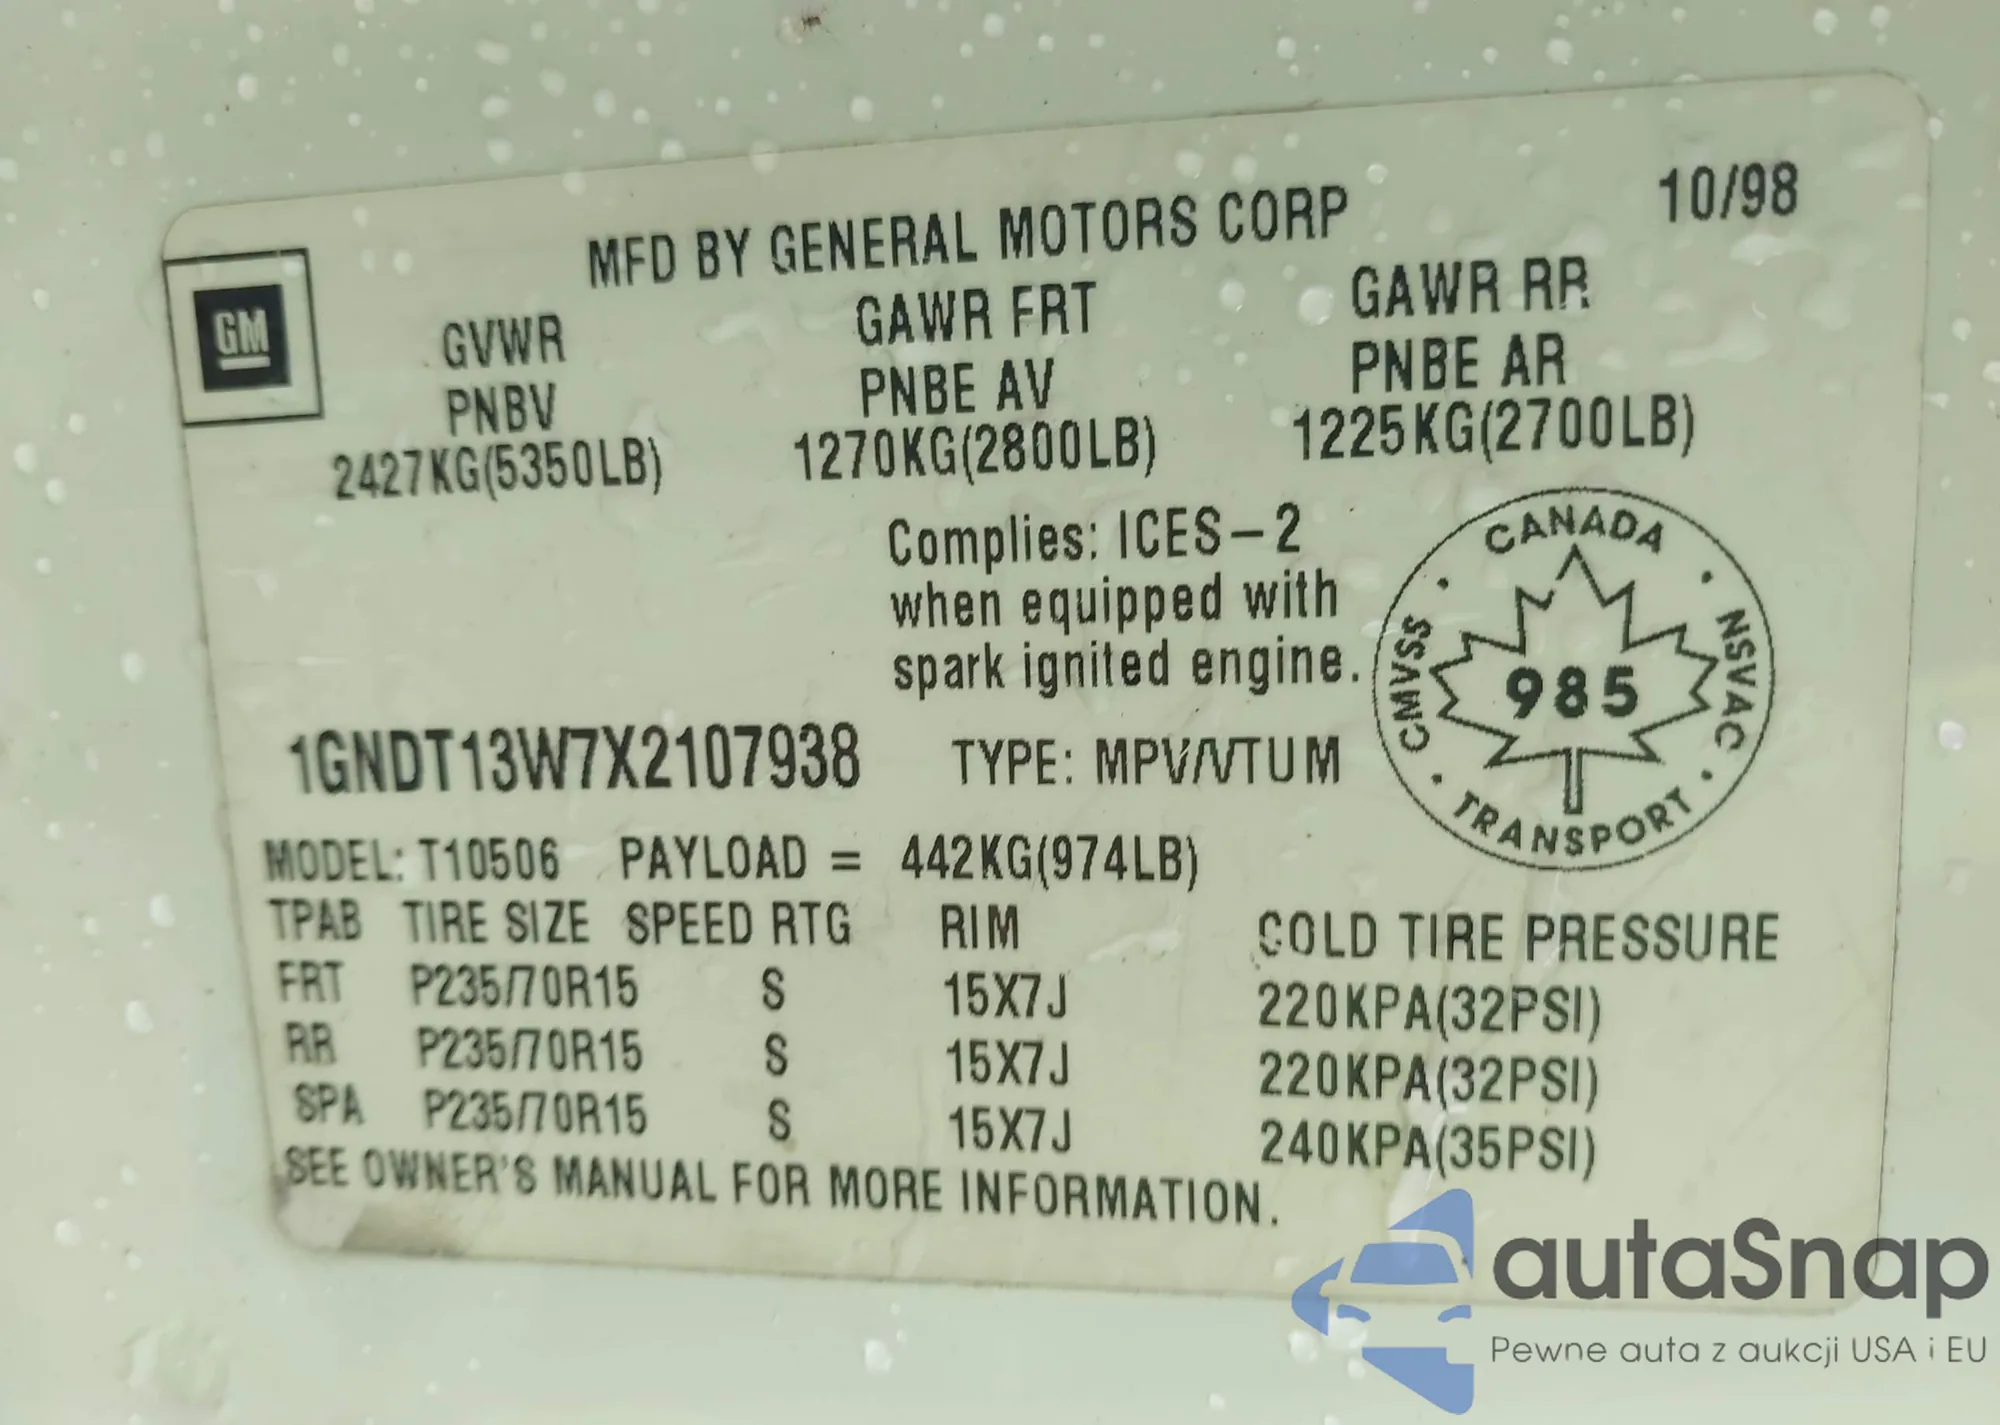 10/98
MFD BY GENERAL MOTORS CORP
GM
GVWR GAWR FRT GAWR RR
PNBV PNBE AV PNBE AR
2427KG(5350LB) 1270KG(2800LB) 1225KG(2700LB)
Complies: ICES-2
when equipped with
spark ignited engine.
CANADA
CMVSS
985
NSVAC
TRANSPORT
1GNDT13W7X2107938 TYPE: MPV/VTUM
MODEL: T10506 PAYLOAD = 442KG(974LB)
TPAB TIRE SIZE SPEED RTG RIM COLD TIRE PRESSURE
FRT P235/70R15 S 15X7J 220KPA(32PSI)
RR P235/70R15 S 15X7J 220KPA(32PSI)
SPA P235/70R15 S 15X7J 240KPA(35PSI)
SEE OWNER'S MANUAL FOR MORE INFORMATION.
autaSnap
Pewne auta z aukcji USA i EU